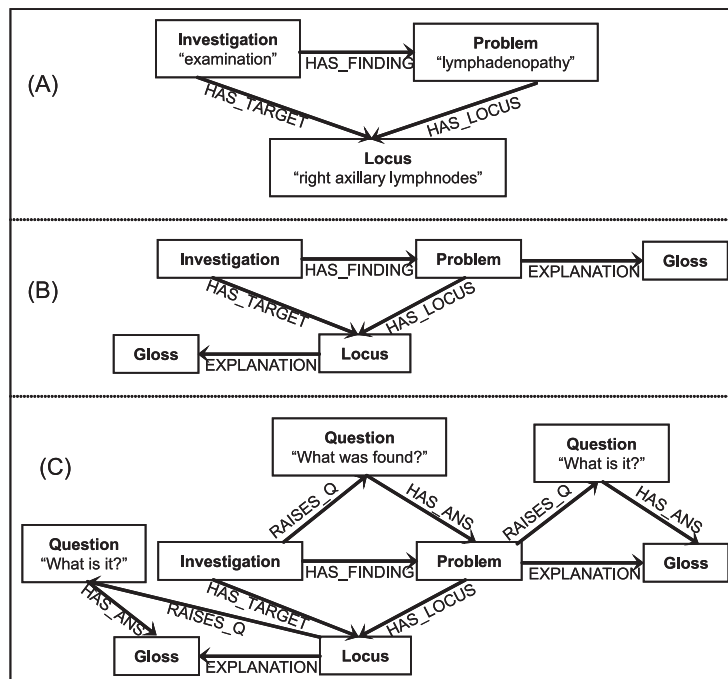 (A)
Investigation
“examination”
HAS_FINDING
Problem
“lymphadenopathy”
HAS_TARGET
HAS_LOCUS
Locus
“right axillary lymphnodes”
(B)
Investigation
HAS_FINDING
Problem
EXPLANATION
Gloss
HAS_TARGET
HAS_LOCUS
Gloss
EXPLANATION
Locus
(C)
Question
“What was found?”
Question
“What is it?”
RAISES_Q
HAS_ANS
RAISES_Q
HAS_ANS
Question
“What is it?”
Investigation
HAS_FINDING
Problem
EXPLANATION
Gloss
HAS_ANS
RAISES_Q
HAS_TARGET
HAS_LOCUS
Gloss
EXPLANATION
Locus